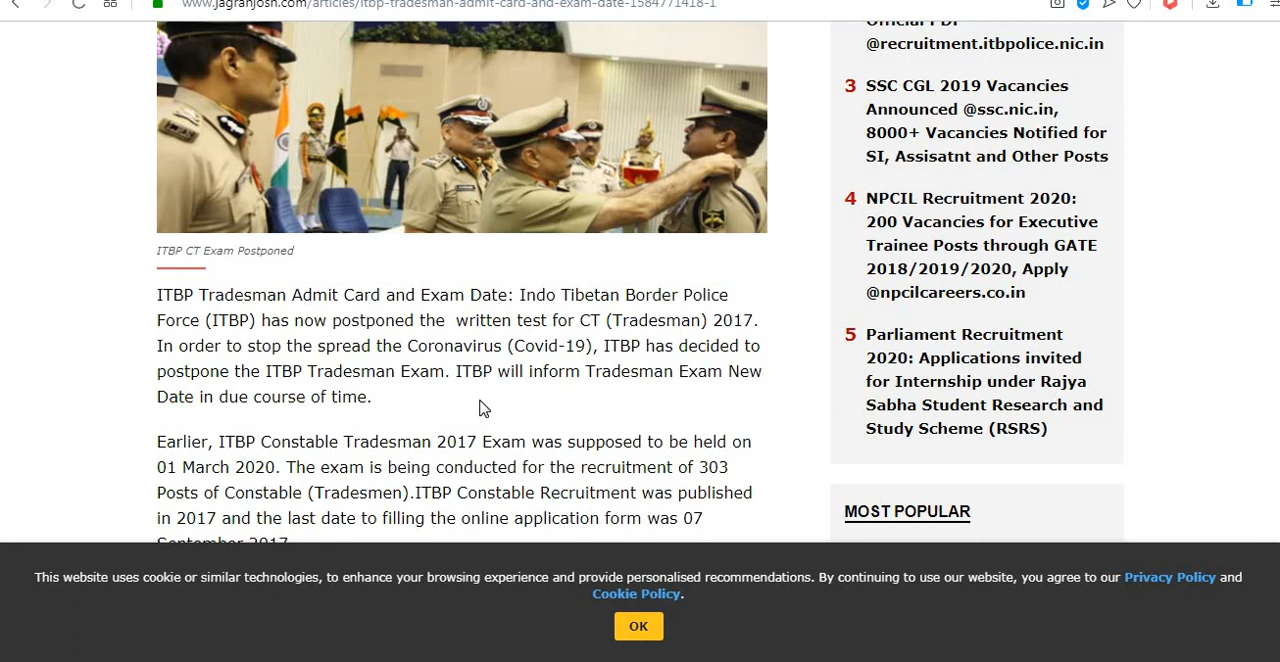 www.jagranjosh.com/articles/itbp-tradesman-admit-card-and-exam-date-1584771418-1
ITBP CT Exam Postponed
ITBP Tradesman Admit Card and Exam Date: Indo Tibetan Border Police
Force (ITBP) has now postponed the  written test for CT (Tradesman) 2017.
In order to stop the spread the Coronavirus (Covid-19), ITBP has decided to
postpone the ITBP Tradesman Exam. ITBP will inform Tradesman Exam New
Date in due course of time.
Earlier, ITBP Constable Tradesman 2017 Exam was supposed to be held on
01 March 2020. The exam is being conducted for the recruitment of 303
Posts of Constable (Tradesmen).ITBP Constable Recruitment was published
in 2017 and the last date to filling the online application form was 07
September 2017
Official PDF
@recruitment.itbpolice.nic.in
3 SSC CGL 2019 Vacancies
Announced @ssc.nic.in,
8000+ Vacancies Notified for
SI, Assisatnt and Other Posts
4 NPCIL Recruitment 2020:
200 Vacancies for Executive
Trainee Posts through GATE
2018/2019/2020, Apply
@npcilcareers.co.in
5 Parliament Recruitment
2020: Applications invited
for Internship under Rajya
Sabha Student Research and
Study Scheme (RSRS)
MOST POPULAR
This website uses cookie or similar technologies, to enhance your browsing experience and provide personalised recommendations. By continuing to use our website, you agree to our Privacy Policy and
Cookie Policy.
OK